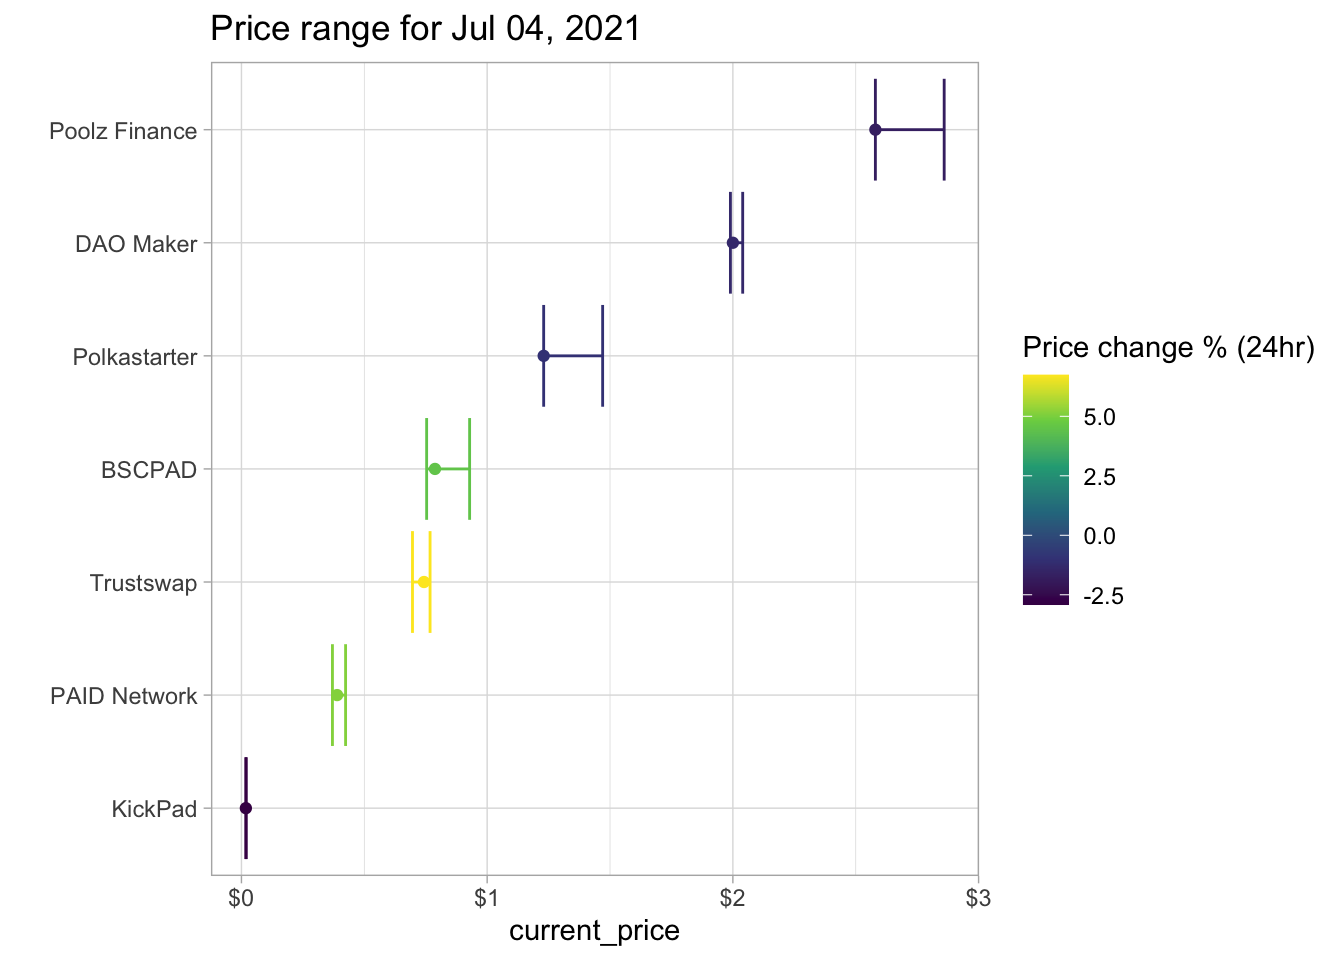 Price range for Jul 04, 2021
Poolz Finance
DAO Maker
Polkastarter
BSCPAD
Trustswap
PAID Network
KickPad
$0
$1
$2
$3
current_price
Price change % (24hr)
5.0
2.5
0.0
-2.5